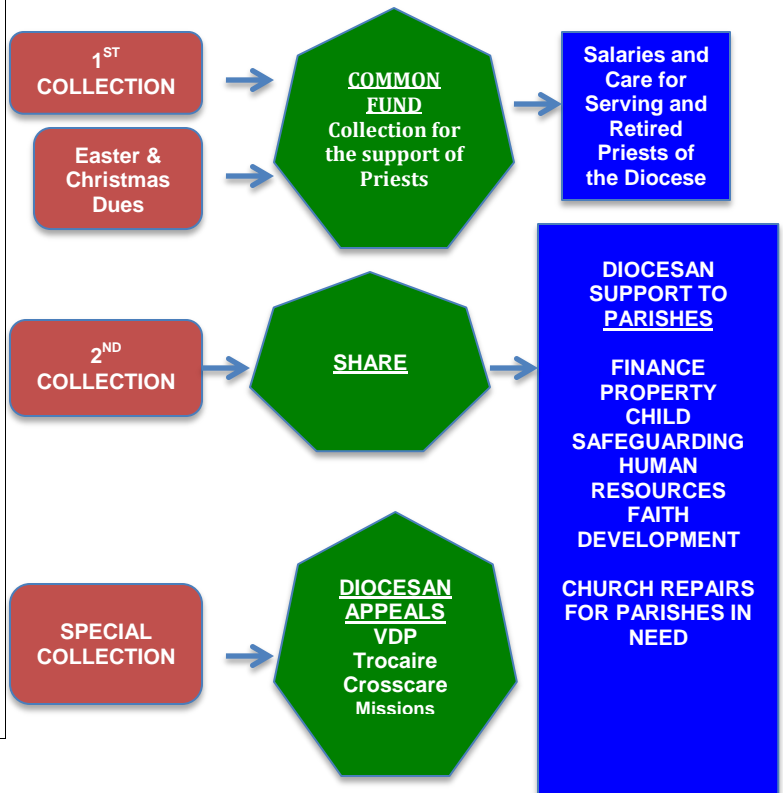 1ST
COLLECTION
COMMON
FUND
Collection for
the support of
Priests
Salaries and
Care for
Serving and
Retired
Priests of
the Diocese
Easter &
Christmas
Dues
2ND
COLLECTION
SHARE
DIOCESAN
SUPPORT TO
PARISHES
FINANCE
PROPERTY
CHILD
SAFEGUARDING
HUMAN
RESOURCES
FAITH
DEVELOPMENT
CHURCH REPAIRS
FOR PARISHES IN
NEED
SPECIAL
COLLECTION
DIOCESAN
APPEALS
VDP
Trocaire
Crosscare
Missions